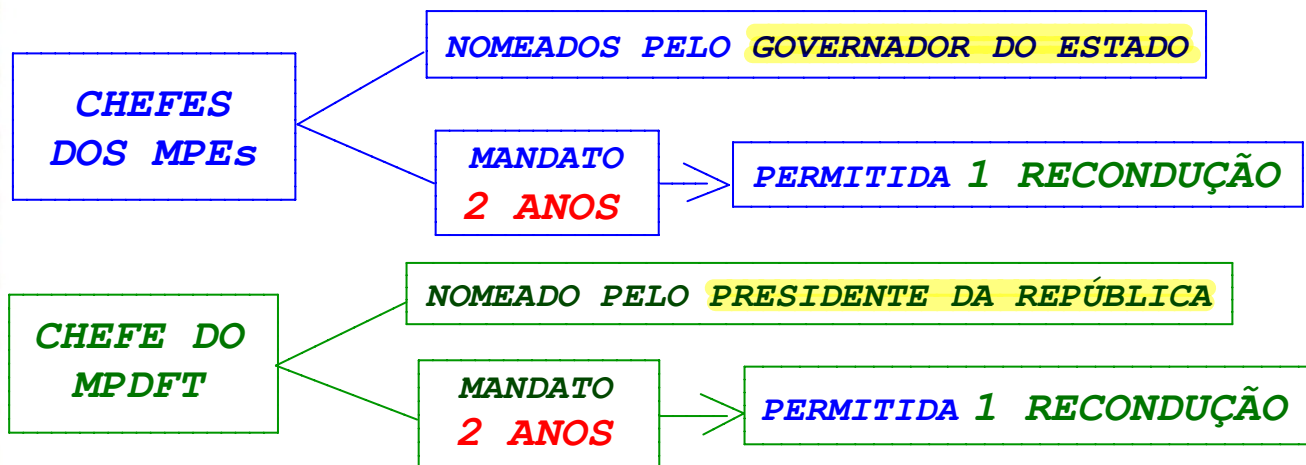 NOMEADOS PELO GOVERNADOR DO ESTADO
CHEFES
DOS MPEs
MANDATO
2 ANOS
PERMITIDA 1 RECONDUÇÃO
NOMEADO PELO PRESIDENTE DA REPÚBLICA
CHEFE DO
MPDFT
MANDATO
2 ANOS
PERMITIDA 1 RECONDUÇÃO